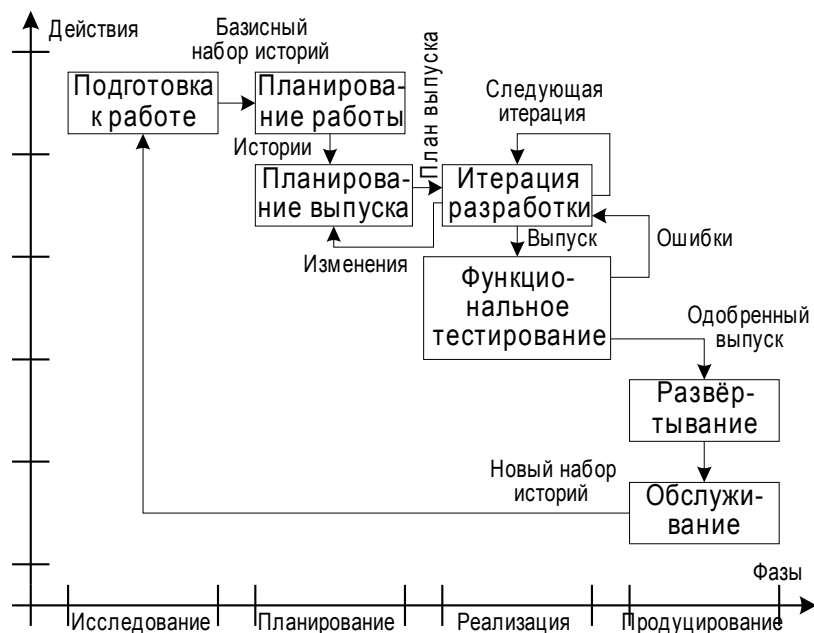 Действия
Базисный
набор историй
Подготовка
к работе
Планирова-
ние работы
План выпуска
Следующая
итерация
Истории
Планирова-
ние выпуска
Итерация
разработки
Изменения
Выпуск
Ошибки
Функцио-
нальное
тестирование
Одобренный
выпуск
Развёр-
тывание
Новый набор
историй
Обслужи-
вание
Фазы
Исследование
Планирование
Реализация
Продуцирование